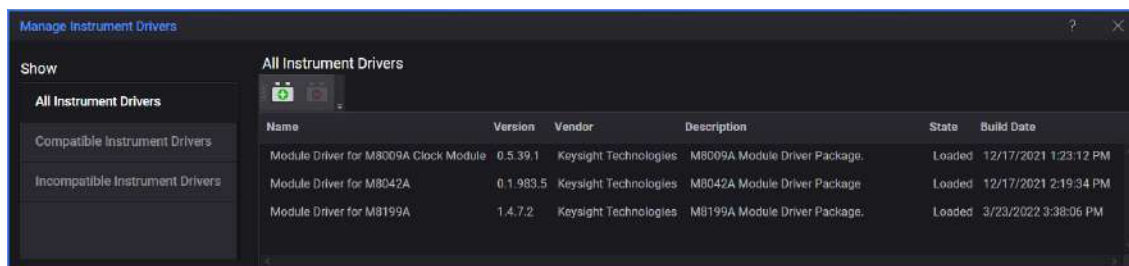 Manage Instrument Drivers ? ×
Show
All Instrument Drivers
Compatible Instrument Drivers
Incompatible Instrument Drivers
All Instrument Drivers
Name Version Vendor Description State Build Date
Module Driver for M8009A Clock Module 0.5.39.1 Keysight Technologies M8009A Module Driver Package. Loaded 12/17/2021 1:23:12 PM
Module Driver for M8042A 0.1.983.5 Keysight Technologies M8042A Module Driver Package Loaded 12/17/2021 2:19:34 PM
Module Driver for M8199A 1.4.7.2 Keysight Technologies M8199A Module Driver Package. Loaded 3/23/2022 3:38:06 PM